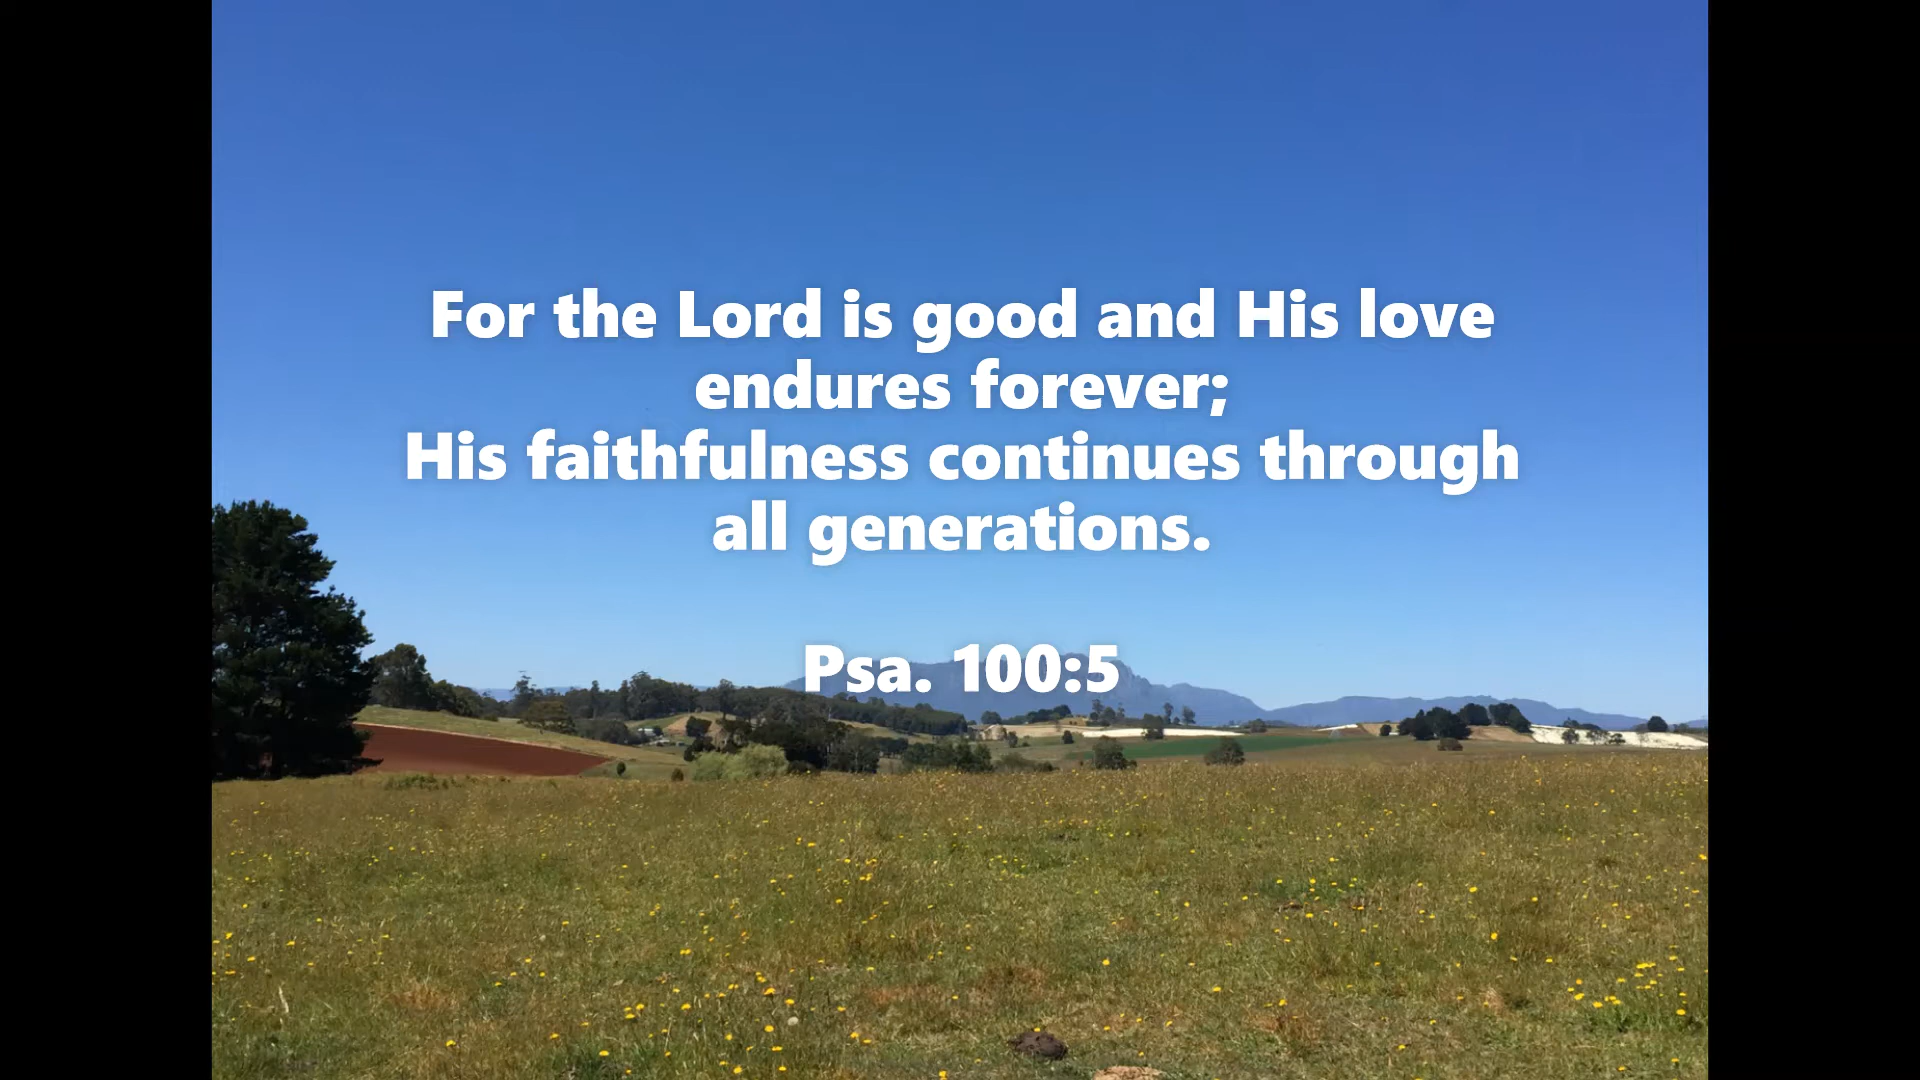 For the Lord is good and His love
endures forever;
His faithfulness continues through
all generations.
Psa. 100:5